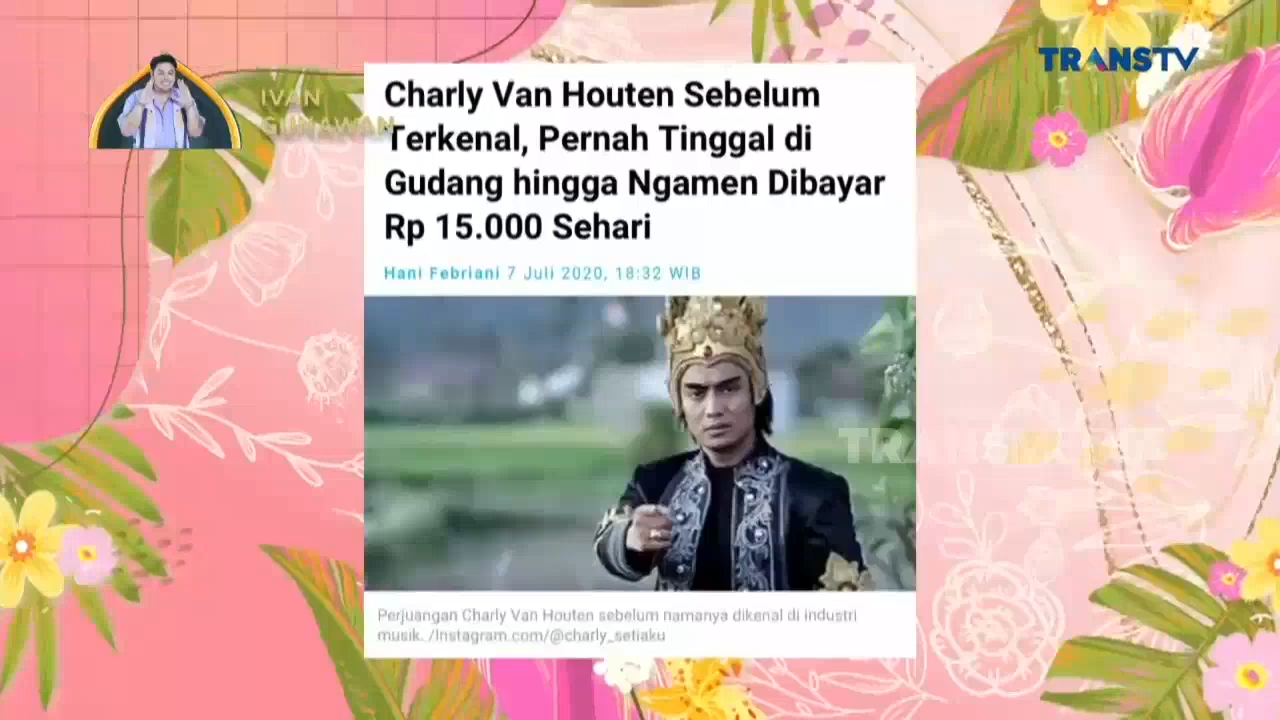 TRANSTV
IVAN
GUNAWAN
Charly Van Houten Sebelum
Terkenal, Pernah Tinggal di
Gudang hingga Ngamen Dibayar
Rp 15.000 Sehari
Hani Febriani 7 Juli 2020, 18:32 WIB
Perjuangan Charly Van Houten sebelum namanya dikenal di industri
musik. /Instagram.com/@charly_setiaku